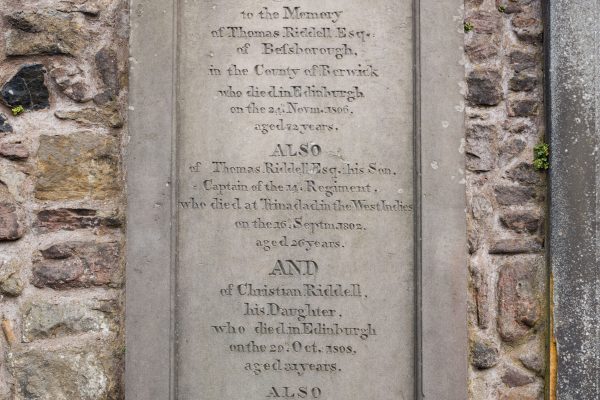 to the Memory
of Thomas Riddell Esqr.
of Befsborough,
in the County of Berwick
who died in Edinburgh
on the 24. Novm. 1806,
aged 72 years.
ALSO
of Thomas Riddell Esq. his Son,
Captain of the 14. Regiment,
who died at Trinadad in the West Indies
on the 16. Septm. 1802.
aged 26 years.
AND
of Christian Riddell,
his Daughter,
who died in Edinburgh
on the 20. Oct. 1808,
aged 31 years.
ALSO